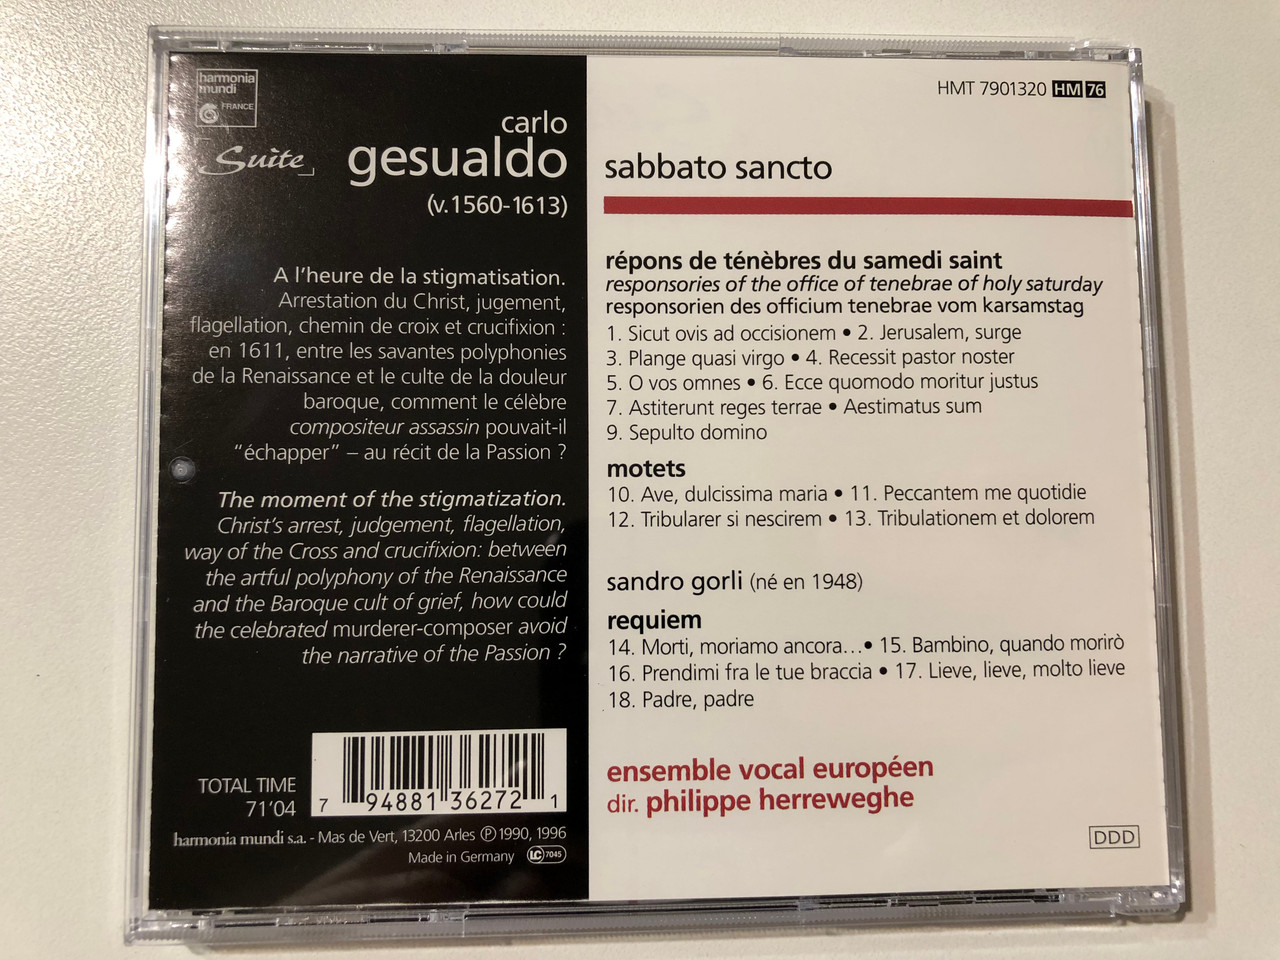 harmonia
mundi
FRANCE
Suite
carlo
gesualdo
(v.1560-1613)
A l'heure de la stigmatisation.
Arrestation du Christ, jugement,
flagellation, chemin de croix et crucifixion :
en 1611, entre les savantes polyphonies
de la Renaissance et le culte de la douleur
baroque, comment le célèbre
compositeur assassin pouvait-il
“échapper” – au récit de la Passion ?
The moment of the stigmatization.
Christ's arrest, judgement, flagellation,
way of the Cross and crucifixion: between
the artful polyphony of the Renaissance
and the Baroque cult of grief, how could
the celebrated murderer-composer avoid
the narrative of the Passion ?
TOTAL TIME
71'04
7 94881 36272 1
harmonia mundi s.a. - Mas de Vert, 13200 Arles ℗ 1990, 1996
Made in Germany LC 7045
HMT 7901320 HM 76
sabbato sancto
répons de ténèbres du samedi saint
responsories of the office of tenebrae of holy saturday
responsorien des officium tenebrae vom karsamstag
1. Sicut ovis ad occisionem • 2. Jerusalem, surge
3. Plange quasi virgo • 4. Recessit pastor noster
5. O vos omnes • 6. Ecce quomodo moritur justus
7. Astiterunt reges terrae • Aestimatus sum
9. Sepulto domino
motets
10. Ave, dulcissima maria • 11. Peccantem me quotidie
12. Tribularer si nescirem • 13. Tribulationem et dolorem
sandro gorli (né en 1948)
requiem
14. Morti, moriamo ancora...• 15. Bambino, quando morirò
16. Prendimi fra le tue braccia • 17. Lieve, lieve, molto lieve
18. Padre, padre
ensemble vocal européen
dir. philippe herreweghe
DDD